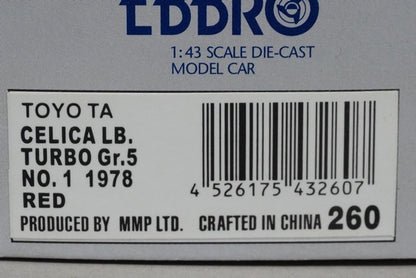 EBBRO
1:43 SCALE DIE-CAST
MODEL CAR
TOYO TA
CELICA LB.
TURBO Gr.5
NO. 1 1978
RED
4 526175 432607
PRODUCED BY MMP LTD. CRAFTED IN CHINA 260